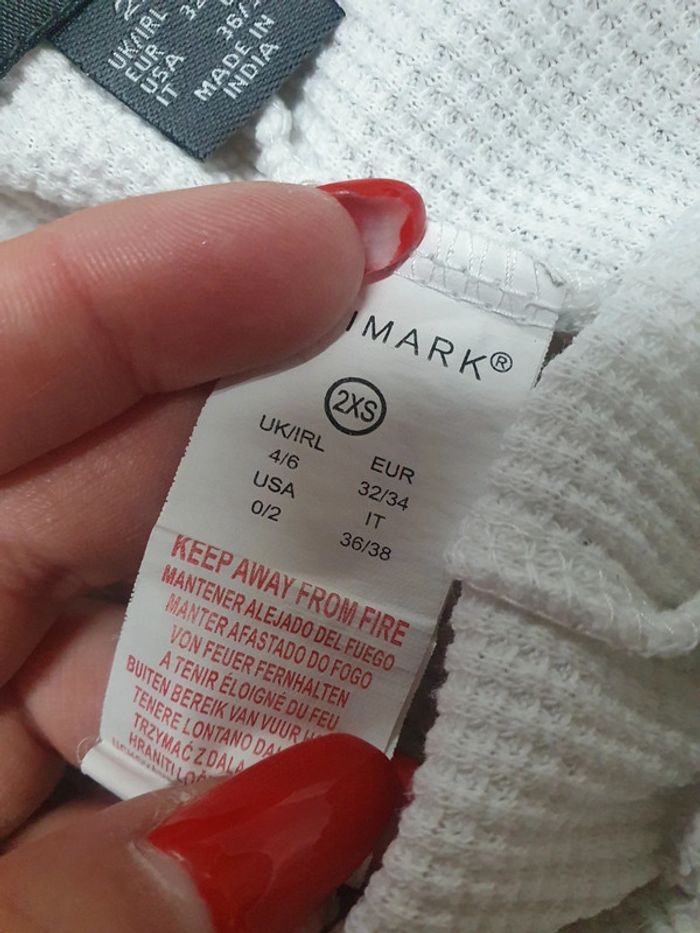 UK/IRL
EUR
USA
IT
MADE IN
INDIA
IMARK®
2XS
UK/IRL
4/6
USA
0/2
EUR
32/34
IT
36/38
KEEP AWAY FROM FIRE
MANTENER ALEJADO DEL FUEGO
MANTER AFASTADO DO FOGO
VON FEUER FERNHALTEN
A TENIR ÉLOIGNÉ DU FEU
BUITEN BEREIK VAN VUUR
TENERE LONTANO
TRZYMAĆ Z DALA
HRANITI